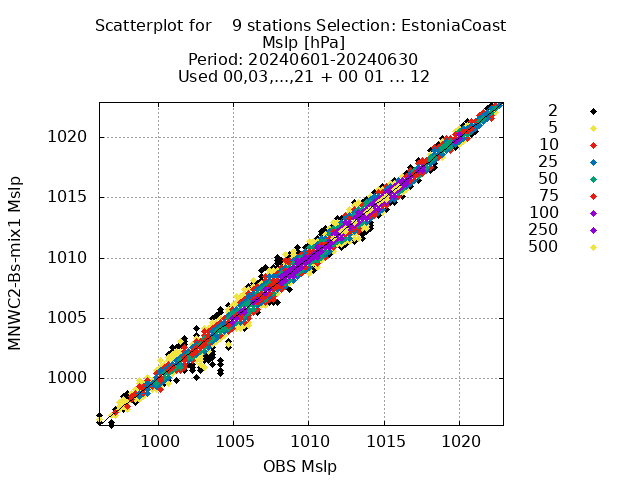 Scatterplot for 9 stations Selection: EstoniaCoast
Mslp [hPa]
Period: 20240601-20240630
Used 00,03,...,21 + 00 01 ... 12
MNWC2-Bs-mix1 Mslp
1020
1015
1010
1005
1000
1000 1005 1010 1015 1020
OBS Mslp
2
5
10
25
50
75
100
250
500